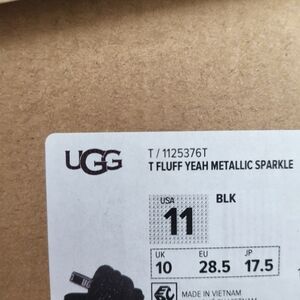 UGG
T / 1125376T
T FLUFF YEAH METALLIC SPARKLE
USA
11
BLK
UK
EU
JP
10
28.5
17.5
MADE IN VIETNAM